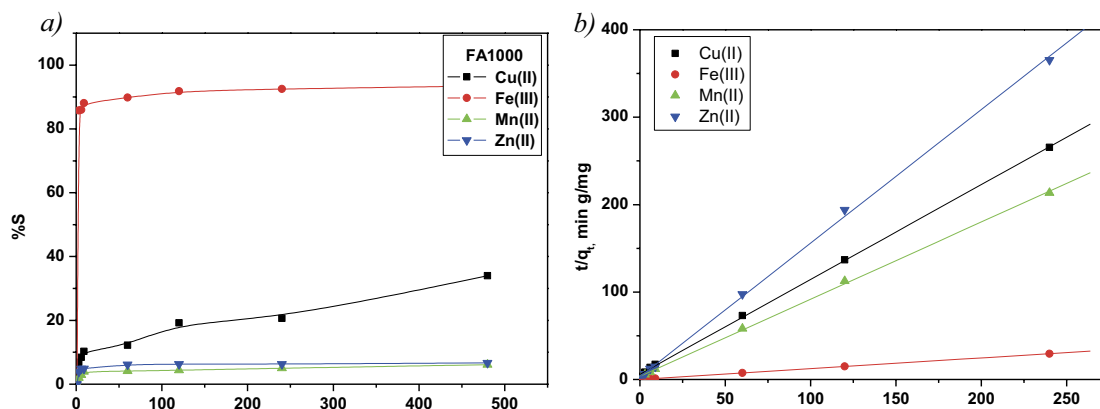 a)
FA1000
Cu(II)
Fe(III)
Mn(II)
Zn(II)
%S
100
80
60
40
20
0
0 100 200 300 400 500
b)
Cu(II)
Fe(III)
Mn(II)
Zn(II)
t/qt, min g/mg
400
300
200
100
0
0 50 100 150 200 250